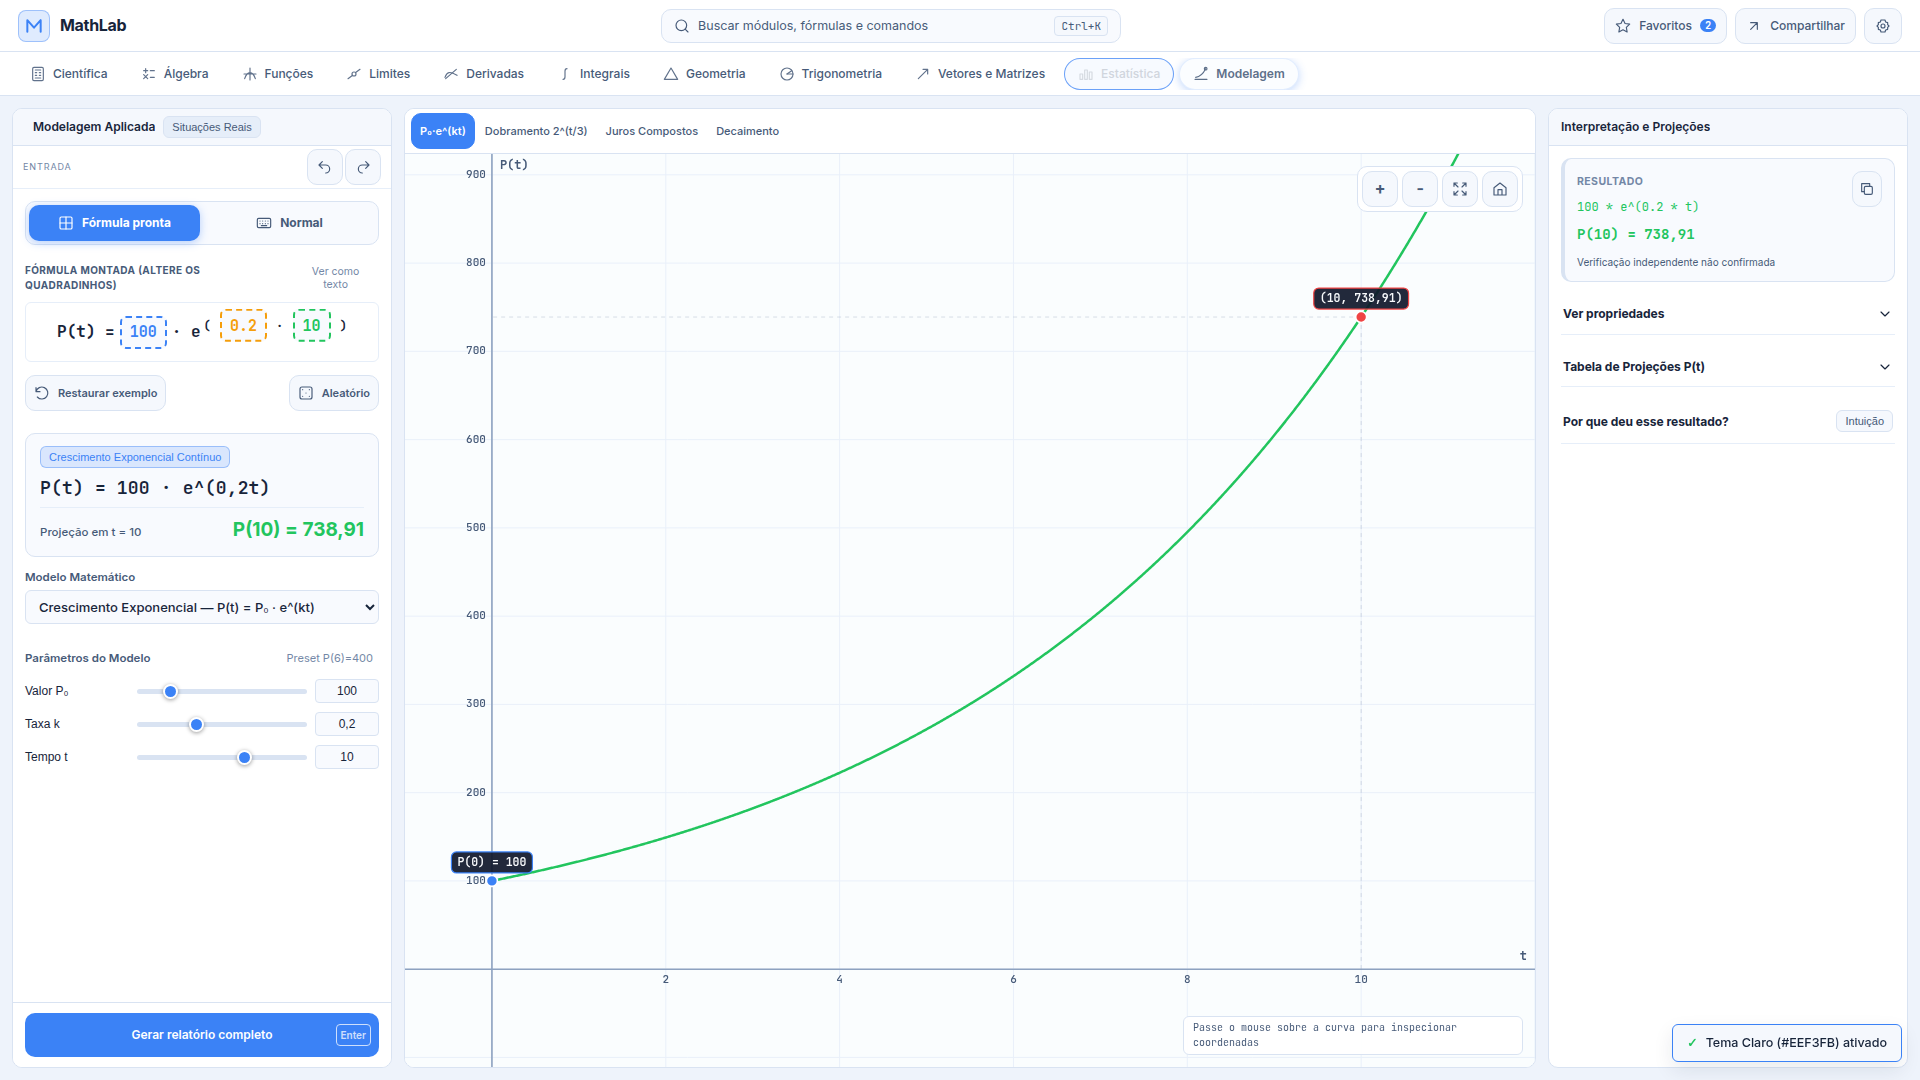 MathLab
Buscar módulos, fórmulas e comandos
Ctrl+K
Favoritos 2
Compartilhar
Científica
Álgebra
Funções
Limites
Derivadas
Integrais
Geometria
Trigonometria
Vetores e Matrizes
Estatística
Modelagem
Modelagem Aplicada
Situações Reais
ENTRADA
Fórmula pronta
Normal
FÓRMULA MONTADA (ALTERE OS
QUADRADINHOS)
Ver como
texto
P(t) = 100 · e ( 0.2 · 10 )
Restaurar exemplo
Aleatório
Crescimento Exponencial Contínuo
P(t) = 100 · e^(0,2t)
Projeção em t = 10
P(10) = 738,91
Modelo Matemático
Crescimento Exponencial — P(t) = P₀ · e^(kt)
Parâmetros do Modelo
Preset P(6)=400
Valor P₀
100
Taxa k
0,2
Tempo t
10
Gerar relatório completo
Enter
P₀·e^(kt)
Dobramento 2^(t/3)
Juros Compostos
Decaimento
P(t)
900
800
700
600
500
400
300
200
100
+
-
(10, 738,91)
P(0) = 100
t
2
4
6
8
10
Passe o mouse sobre a curva para inspecionar
coordenadas
Interpretação e Projeções
RESULTADO
100 * e^(0.2 * t)
P(10) = 738,91
Verificação independente não confirmada
Ver propriedades
Tabela de Projeções P(t)
Por que deu esse resultado?
Intuição
✓ Tema Claro (#EEF3FB) ativado